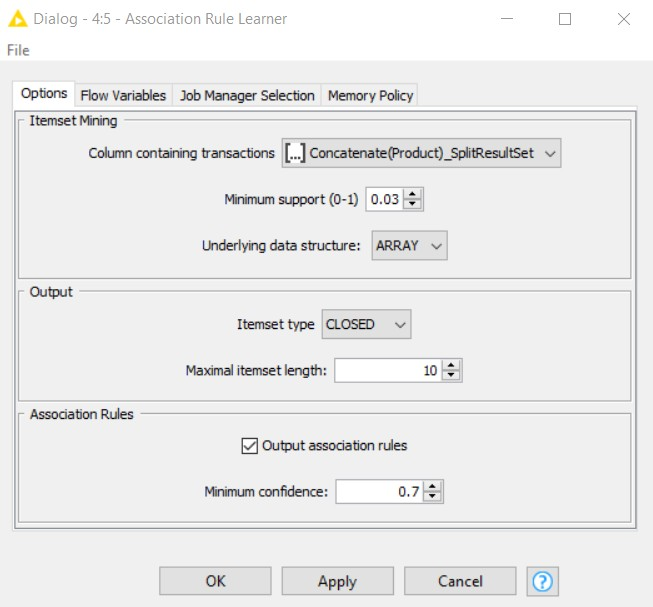 Dialog - 4:5 - Association Rule Learner
File
Options Flow Variables Job Manager Selection Memory Policy
Itemset Mining
Column containing transactions [...] Concatenate(Product)_SplitResultSet
Minimum support (0-1) 0.03
Underlying data structure: ARRAY
Output
Itemset type CLOSED
Maximal itemset length: 10
Association Rules
Output association rules
Minimum confidence: 0.7
OK Apply Cancel ?